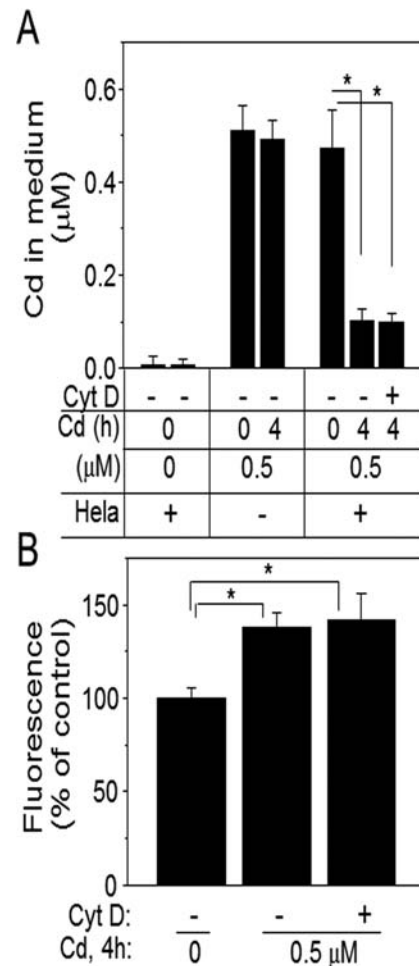 A
Cd in medium
(μM)
0.6
0.4
0.2
0.0
* *
Cyt D - - - - - - +
Cd (h) 0 0 4 0 4 4
(μM) 0 0.5 0.5
Hela + - +
B
Fluorescence
(% of control)
150
100
50
0
*
*
Cyt D: - - +
Cd, 4h: 0 0.5 μM